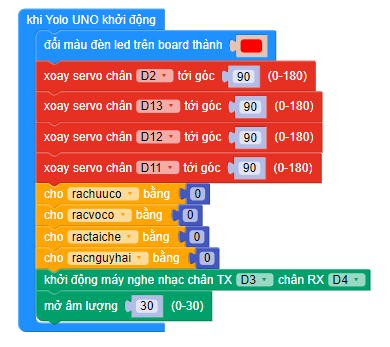 khi Yolo UNO khởi động
đổi màu đèn led trên board thành
xoay servo chân D2 tới góc 90 (0-180)
xoay servo chân D13 tới góc 90 (0-180)
xoay servo chân D12 tới góc 90 (0-180)
xoay servo chân D11 tới góc 90 (0-180)
cho rachuuco bằng 0
cho racvoco bằng 0
cho ractaiche bằng 0
cho racnguyhai bằng 0
khởi động máy nghe nhạc chân TX D3 chân RX D4
mở âm lượng 30 (0-30)